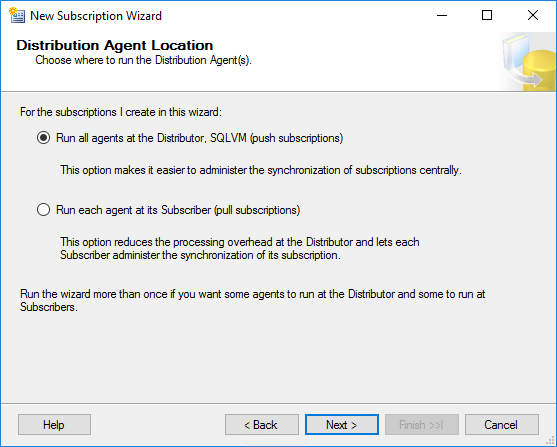 New Subscription Wizard
Distribution Agent Location
Choose where to run the Distribution Agent(s).
For the subscriptions I create in this wizard:
Run all agents at the Distributor, SQLVM (push subscriptions)
This option makes it easier to administer the synchronization of subscriptions centrally.
Run each agent at its Subscriber (pull subscriptions)
This option reduces the processing overhead at the Distributor and lets each
Subscriber administer the synchronization of its subscription.
Run the wizard more than once if you want some agents to run at the Distributor and some to run at
Subscribers.
Help
< Back
Next >
Finish >>|
Cancel